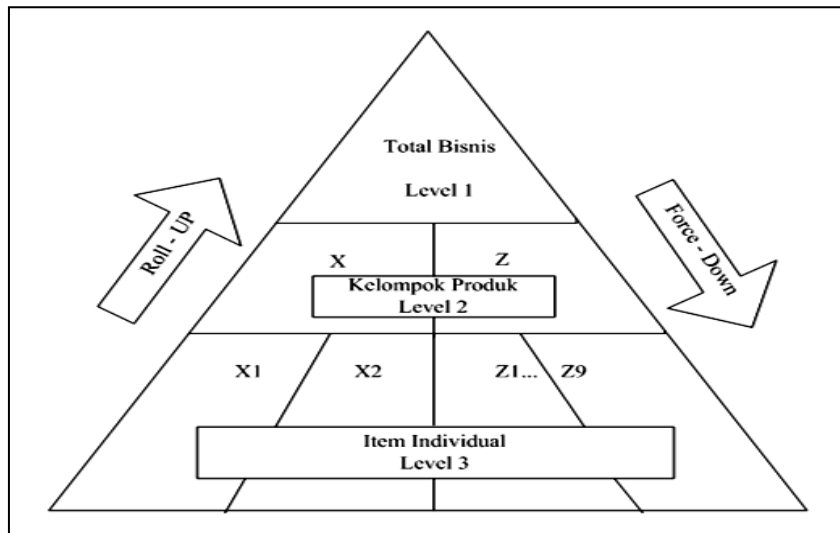 Total Bisnis
Level 1
Roll - UP
Force - Down
X
Z
Kelompok Produk
Level 2
X1
X2
Z1...
Z9
Item Individual
Level 3